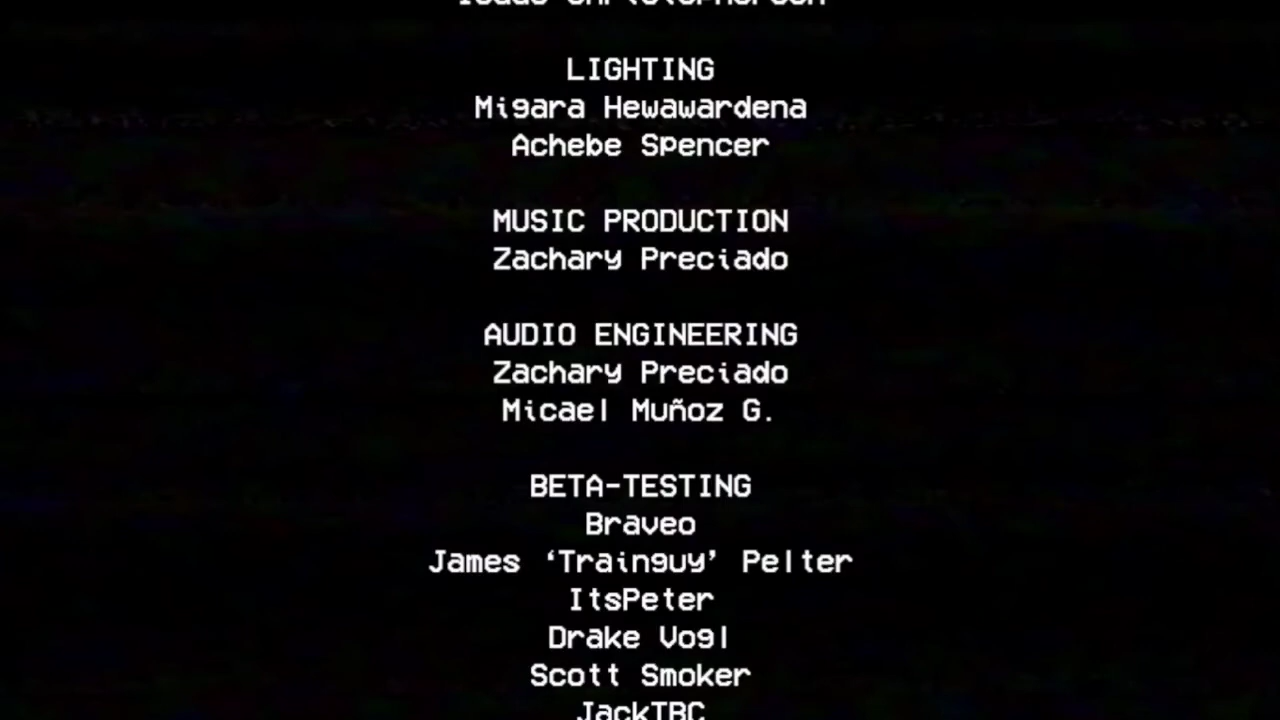 LIGHTING
Migara Hewawardena
Achebe Spencer
MUSIC PRODUCTION
Zachary Preciado
AUDIO ENGINEERING
Zachary Preciado
Micael Muñoz G.
BETA-TESTING
Braveo
James ‘Trainguy’ Pelter
ItsPeter
Drake Vogl
Scott Smoker
JackTBC